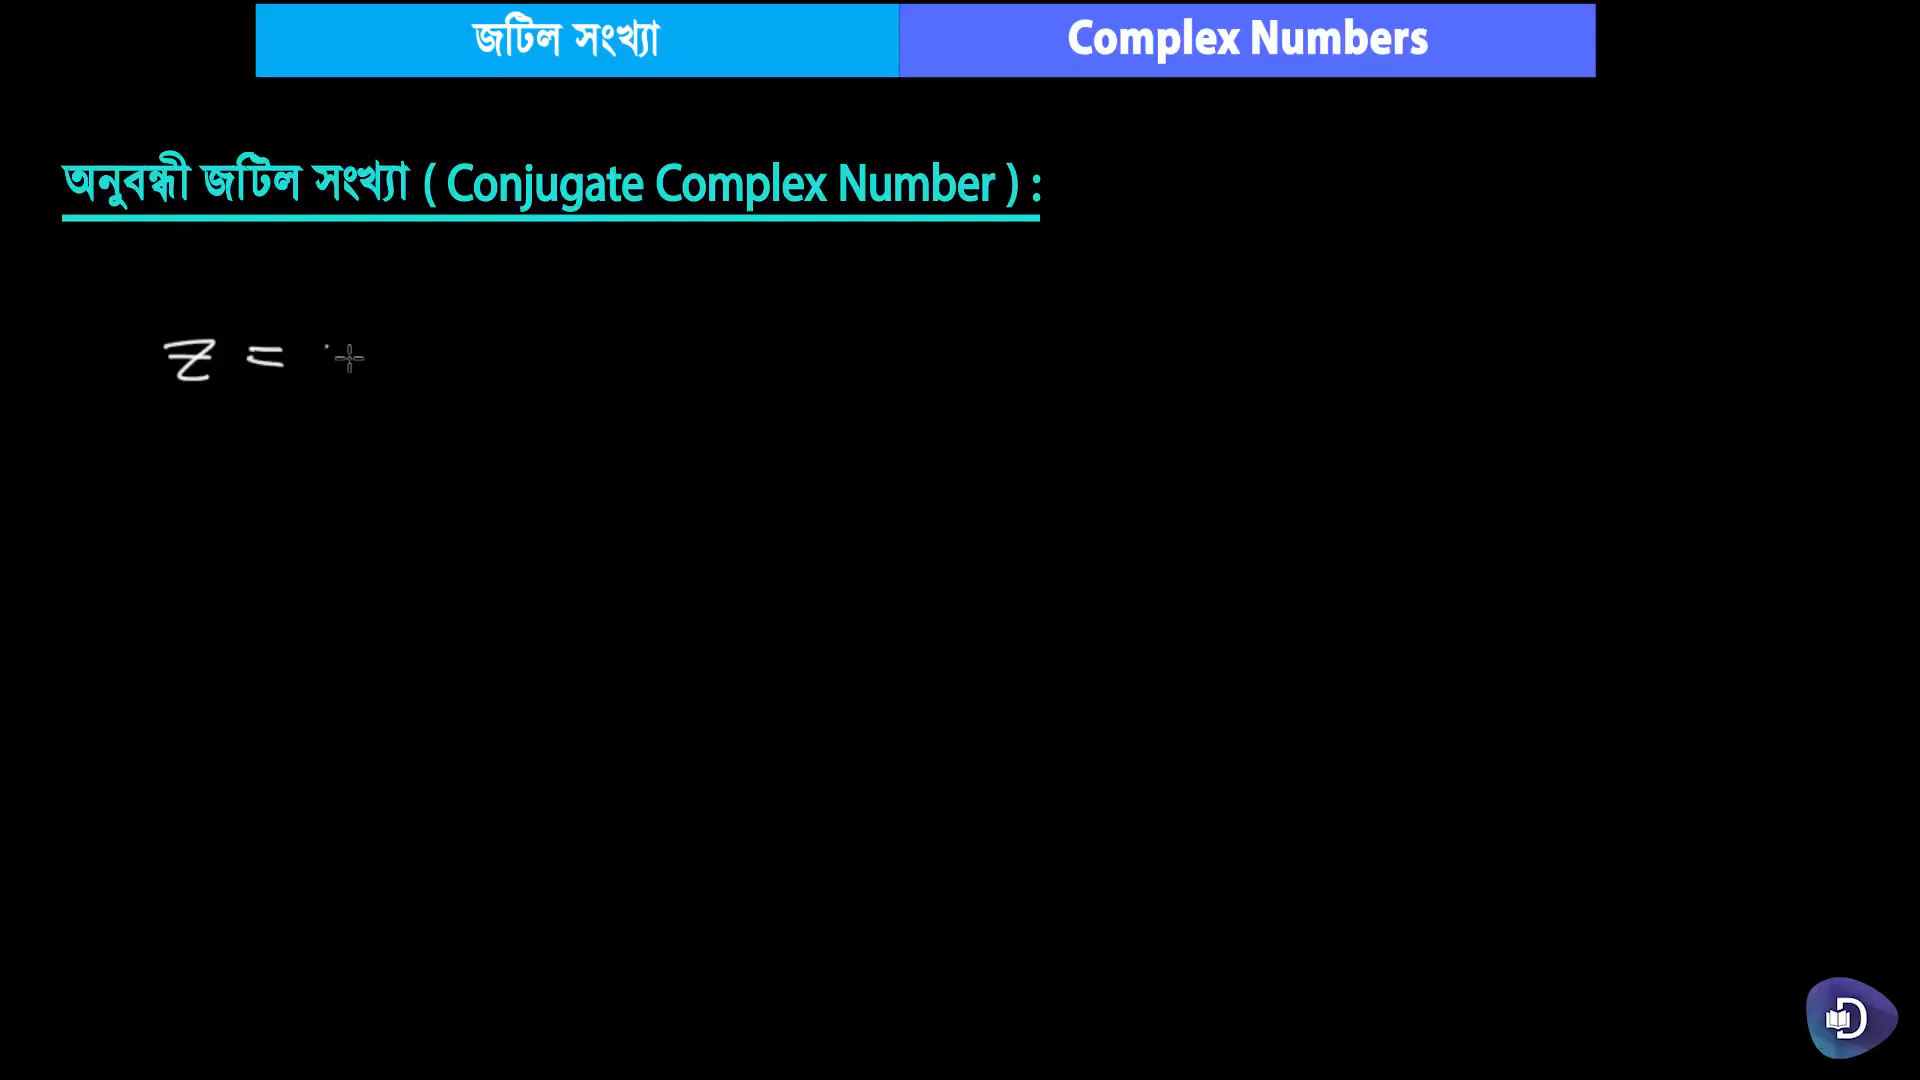 জটিল সংখ্যা Complex Numbers
অনুবন্ধী জটিল সংখ্যা ( Conjugate Complex Number ) :
z =